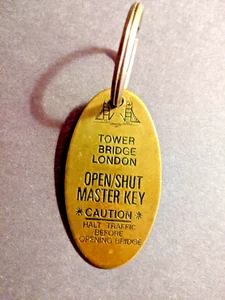 TOWER
BRIDGE
LONDON
OPEN/SHUT
MASTER KEY
* CAUTION *
HALT TRAFFIC
BEFORE
OPENING BRIDGE